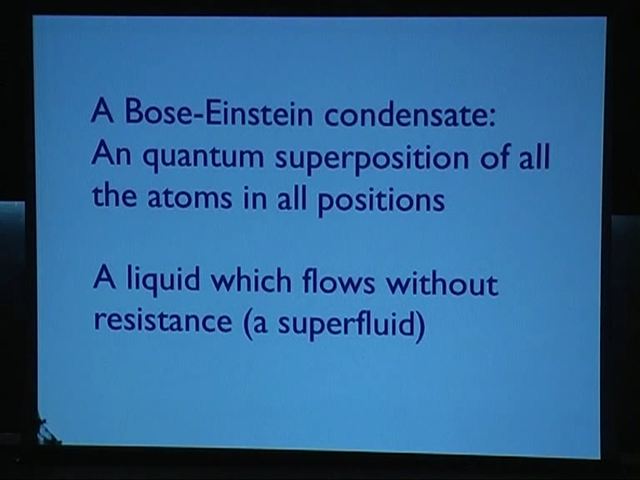 A Bose-Einstein condensate:
An quantum superposition of all
the atoms in all positions
A liquid which flows without
resistance (a superfluid)